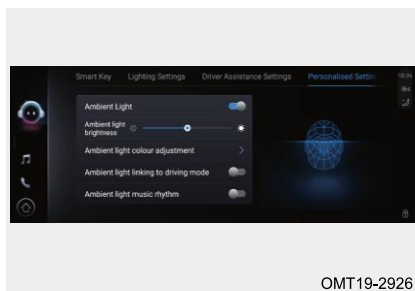 Smart Key Lighting Settings Driver Assistance Settings Personalised Settin
Ambient Light
Ambient light
brightness
Ambient light colour adjustment
Ambient light linking to driving mode
Ambient light music rhythm
OMT19-2926